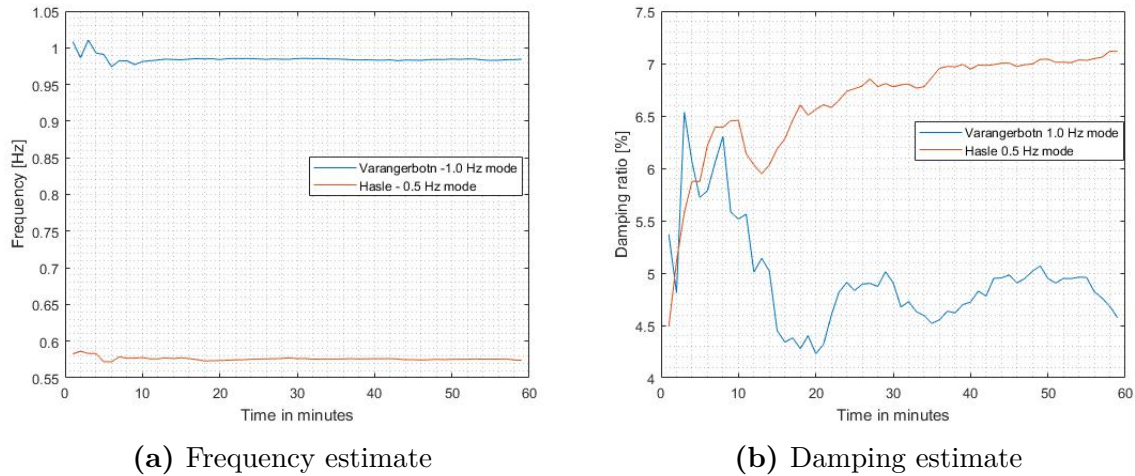 1.05
1
0.95
0.9
0.85
0.8
0.75
0.7
0.65
0.6
0.55
Frequency [Hz]
Varangerbotn -1.0 Hz mode
Hasle - 0.5 Hz mode
0 10 20 30 40 50 60
Time in minutes
(a) Frequency estimate
7.5
7
6.5
6
5.5
5
4.5
4
Damping ratio [%]
Varangerbotn 1.0 Hz mode
Hasle 0.5 Hz mode
0 10 20 30 40 50 60
Time in minutes
(b) Damping estimate